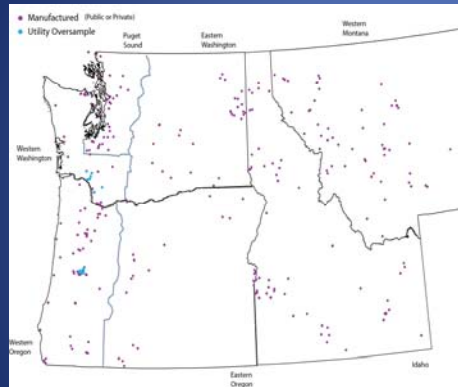 Manufactured (Public or Private)
Utility Oversample
Puget
Sound
Eastern
Washington
Western
Montana
Western
Washington
Western
Oregon
Eastern
Oregon
Idaho